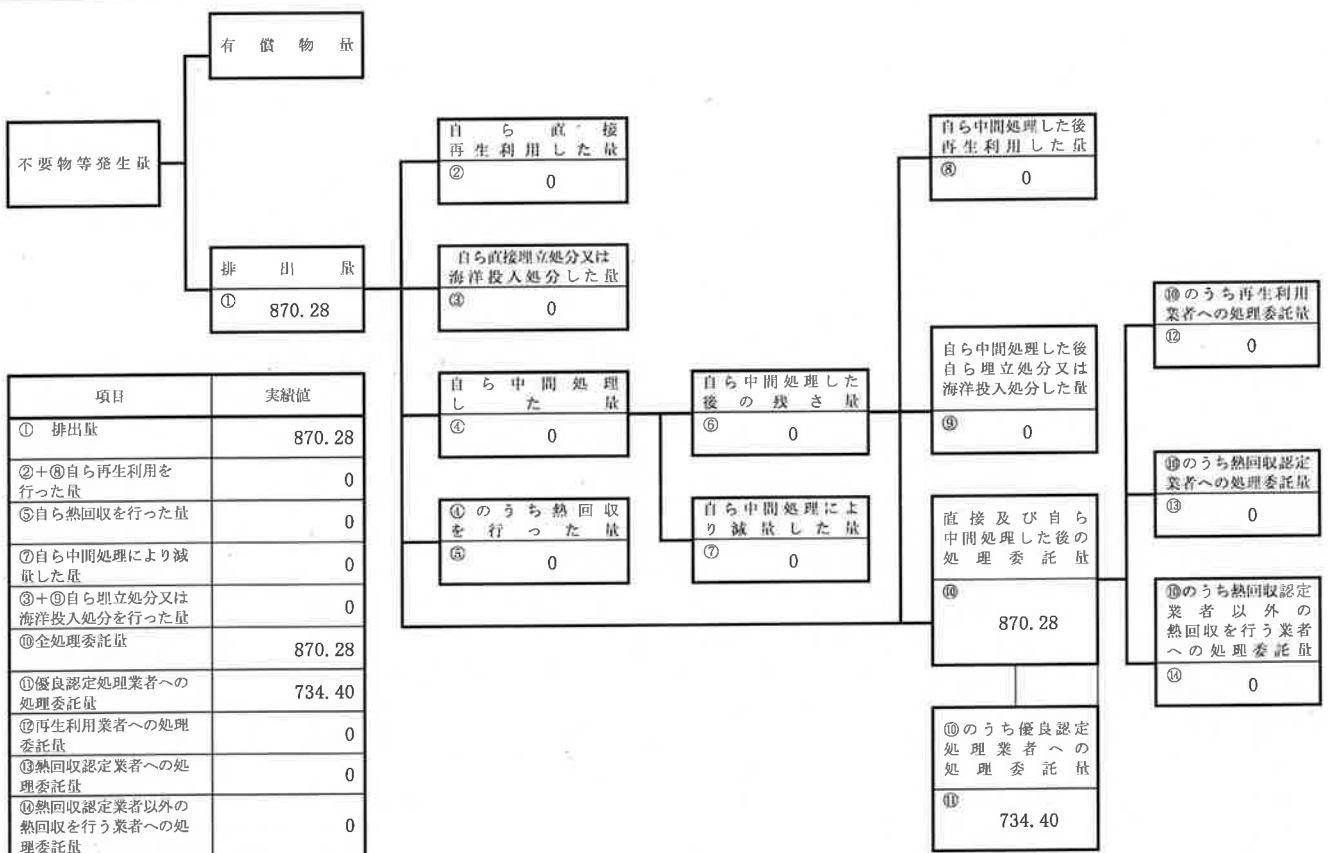 有償物量
不要物等発生量
排出量
① 870.28
自ら直接
再生利用した量
② 0
自ら直接埋立処分又は
海洋投入処分した量
③ 0
自ら中間処理
した量
④ 0
④のうち熱回収
を行った量
⑤ 0
自ら中間処理した
後の残さ量
⑥ 0
自ら中間処理によ
り減量した量
⑦ 0
自ら中間処理した後
再生利用した量
⑧ 0
自ら中間処理した後
自ら埋立処分又は
海洋投入処分した量
⑨ 0
直接及び自ら
中間処理した後の
処理委託量
⑩
870.28
⑩のうち優良認定
処理業者への
処理委託量
⑪
734.40
⑩のうち再生利用
業者への処理委託量
⑫ 0
⑩のうち熱回収認定
業者への処理委託量
⑬ 0
⑩のうち熱回収認定
業者以外の
熱回収を行う業者
への処理委託量
⑭ 0
項目 実績値
① 排出量 870.28
②+⑧自ら再生利用を
行った量 0
⑤自ら熱回収を行った量 0
⑦自ら中間処理により減
量した量 0
③+⑨自ら埋立処分又は
海洋投入処分を行った量 0
⑩全処理委託量 870.28
⑪優良認定処理業者への
処理委託量 734.40
⑫再生利用業者への処理
委託量 0
⑬熱回収認定業者への処
理委託量 0
⑭熱回収認定業者以外の
熱回収を行う業者への処
理委託量 0